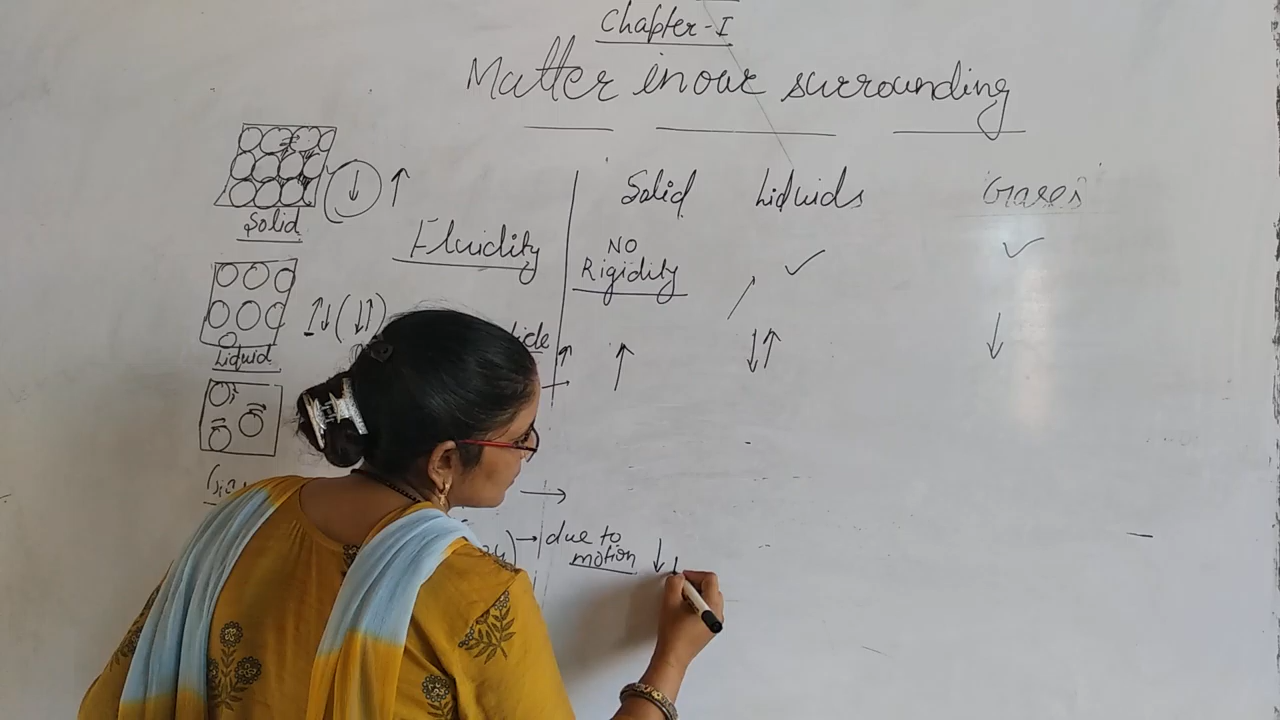 Chapter-I
Matter in our surrounding
Solid Liquids Gases
Solid
Fluidity
NO
Rigidity
Liquid
due to
motion